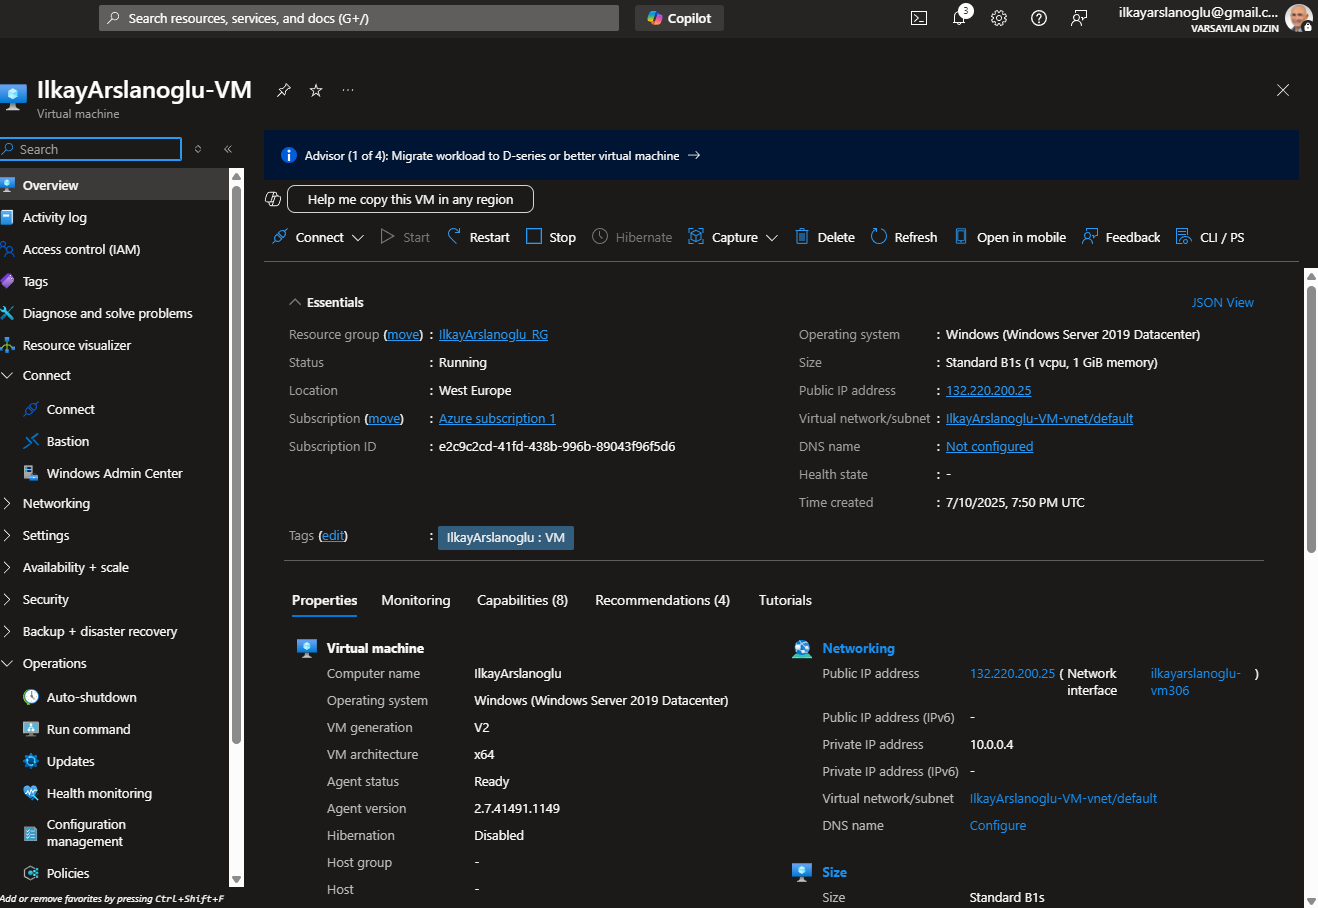 Search resources, services, and docs (G+/)
Copilot
3
ilkayarslanoglu@gmail.c...
VARSAYILAN DIZIN
IlkayArslanoglu-VM
Virtual machine
Search
Advisor (1 of 4): Migrate workload to D-series or better virtual machine
Help me copy this VM in any region
Connect Start Restart Stop Hibernate Capture Delete Refresh Open in mobile Feedback CLI / PS
Overview
Activity log
Access control (IAM)
Tags
Diagnose and solve problems
Resource visualizer
Connect
Connect
Bastion
Windows Admin Center
Networking
Settings
Availability + scale
Security
Backup + disaster recovery
Operations
Auto-shutdown
Run command
Updates
Health monitoring
Configuration
management
Policies
Add or remove favorites by pressing Ctrl+Shift+F
Essentials
JSON View
Resource group (move) : IlkayArslanoglu_RG
Status : Running
Location : West Europe
Subscription (move) : Azure subscription 1
Subscription ID : e2c9c2cd-41fd-438b-996b-89043f96f5d6
Operating system : Windows (Windows Server 2019 Datacenter)
Size : Standard B1s (1 vcpu, 1 GiB memory)
Public IP address : 132.220.200.25
Virtual network/subnet : IlkayArslanoglu-VM-vnet/default
DNS name : Not configured
Health state : -
Time created : 7/10/2025, 7:50 PM UTC
Tags (edit) : IlkayArslanoglu : VM
Properties Monitoring Capabilities (8) Recommendations (4) Tutorials
Virtual machine
Computer name IlkayArslanoglu
Operating system Windows (Windows Server 2019 Datacenter)
VM generation V2
VM architecture x64
Agent status Ready
Agent version 2.7.41491.1149
Hibernation Disabled
Host group -
Host -
Networking
Public IP address 132.220.200.25 ( Network ilkayarslanoglu- )
interface vm306
Public IP address (IPv6) -
Private IP address 10.0.0.4
Private IP address (IPv6) -
Virtual network/subnet IlkayArslanoglu-VM-vnet/default
DNS name Configure
Size
Size Standard B1s